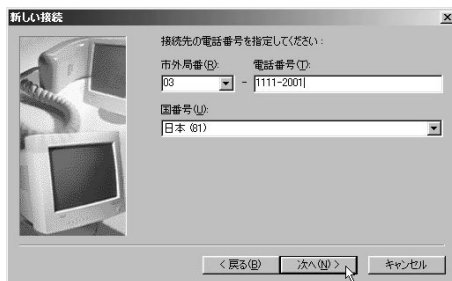 新しい接続
接続先の電話番号を指定してください:
市外局番(R): 電話番号(T):
03 - 1111-2001
国番号(U):
日本 (81)
< 戻る(B) 次へ(N) > キャンセル